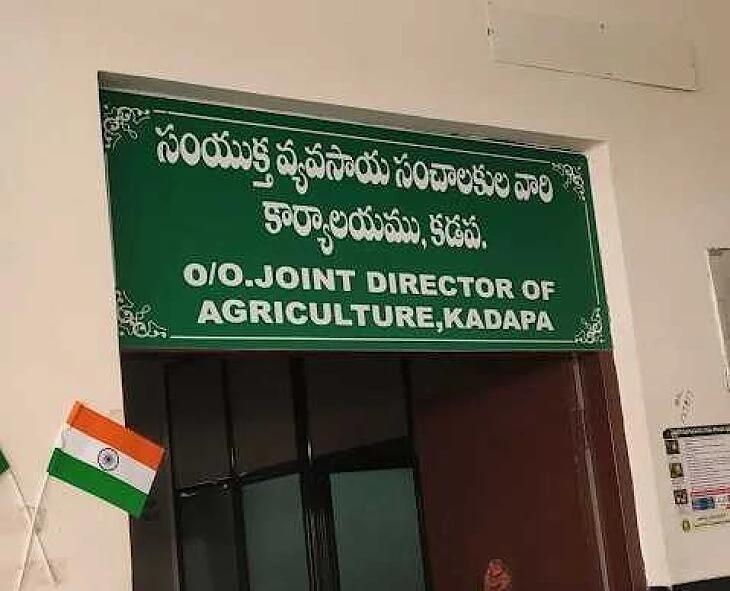 సంయుక్త వ్యవసాయ సంచాలకుల వారి
కార్యాలయము, కడప.
O/O.JOINT DIRECTOR OF
AGRICULTURE,KADAPA